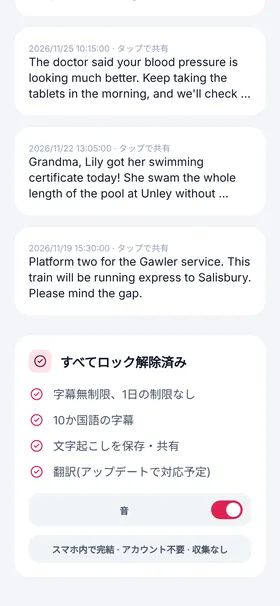 2026/11/25 10:15:00 · タップで共有
The doctor said your blood pressure is
looking much better. Keep taking the
tablets in the morning, and we'll check ...
2026/11/22 13:05:00 · タップで共有
Grandma, Lily got her swimming
certificate today! She swam the whole
length of the pool at Unley without ...
2026/11/19 15:30:00 · タップで共有
Platform two for the Gawler service. This
train will be running express to Salisbury.
Please mind the gap.
すべてロック解除済み
字幕無制限、1日の制限なし
10か国語の字幕
文字起こしを保存・共有
翻訳(アップデートで対応予定)
音
スマホ内で完結・アカウント不要・収集なし